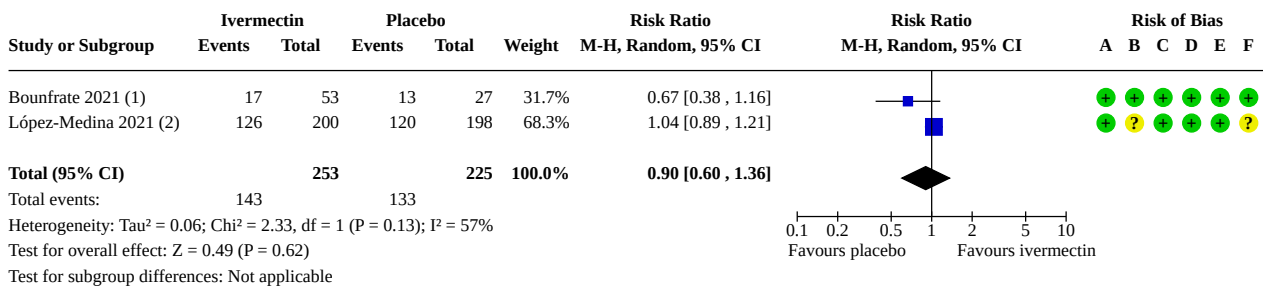 Ivermectin Placebo Risk Ratio Risk Ratio Risk of Bias
Study or Subgroup Events Total Events Total Weight M-H, Random, 95% CI M-H, Random, 95% CI A B C D E F
Bounfrate 2021 (1) 17 53 13 27 31.7% 0.67 [0.38 , 1.16] + + + + + +
López-Medina 2021 (2) 126 200 120 198 68.3% 1.04 [0.89 , 1.21] + ? + + + ?
Total (95% CI) 253 225 100.0% 0.90 [0.60 , 1.36]
Total events: 143 133
Heterogeneity: Tau² = 0.06; Chi² = 2.33, df = 1 (P = 0.13); I² = 57%
0.1 0.2 0.5 1 2 5 10
Test for overall effect: Z = 0.49 (P = 0.62) Favours placebo Favours ivermectin
Test for subgroup differences: Not applicable